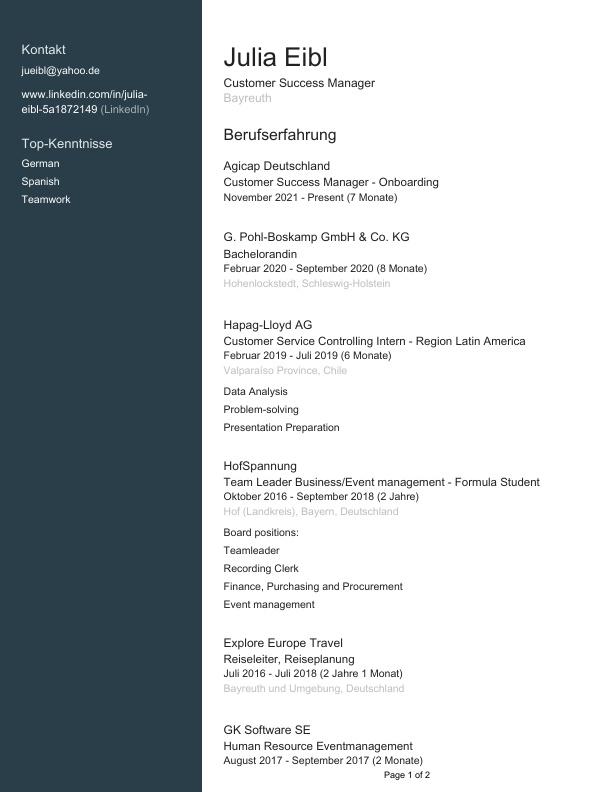 Kontakt
jueibl@yahoo.de
www.linkedin.com/in/julia-
eibl-5a1872149 (LinkedIn)
Top-Kenntnisse
German
Spanish
Teamwork
Julia Eibl
Customer Success Manager
Bayreuth
Berufserfahrung
Agicap Deutschland
Customer Success Manager - Onboarding
November 2021 - Present (7 Monate)
G. Pohl-Boskamp GmbH & Co. KG
Bachelorandin
Februar 2020 - September 2020 (8 Monate)
Hohenlockstedt, Schleswig-Holstein
Hapag-Lloyd AG
Customer Service Controlling Intern - Region Latin America
Februar 2019 - Juli 2019 (6 Monate)
Valparaíso Province, Chile
Data Analysis
Problem-solving
Presentation Preparation
HofSpannung
Team Leader Business/Event management - Formula Student
Oktober 2016 - September 2018 (2 Jahre)
Hof (Landkreis), Bayern, Deutschland
Board positions:
Teamleader
Recording Clerk
Finance, Purchasing and Procurement
Event management
Explore Europe Travel
Reiseleiter, Reiseplanung
Juli 2016 - Juli 2018 (2 Jahre 1 Monat)
Bayreuth und Umgebung, Deutschland
GK Software SE
Human Resource Eventmanagement
August 2017 - September 2017 (2 Monate)
Page 1 of 2